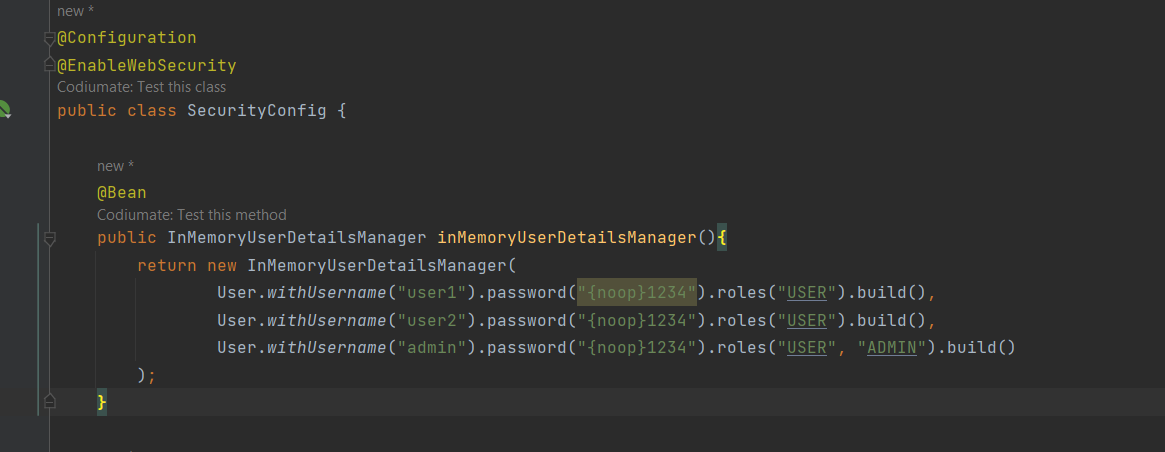 new *
@Configuration
@EnableWebSecurity
Codiumate: Test this class
public class SecurityConfig {
new *
@Bean
Codiumate: Test this method
public InMemoryUserDetailsManager inMemoryUserDetailsManager(){
return new InMemoryUserDetailsManager(
User.withUsername("user1").password("{noop}1234").roles("USER").build(),
User.withUsername("user2").password("{noop}1234").roles("USER").build(),
User.withUsername("admin").password("{noop}1234").roles("USER", "ADMIN").build()
);
}